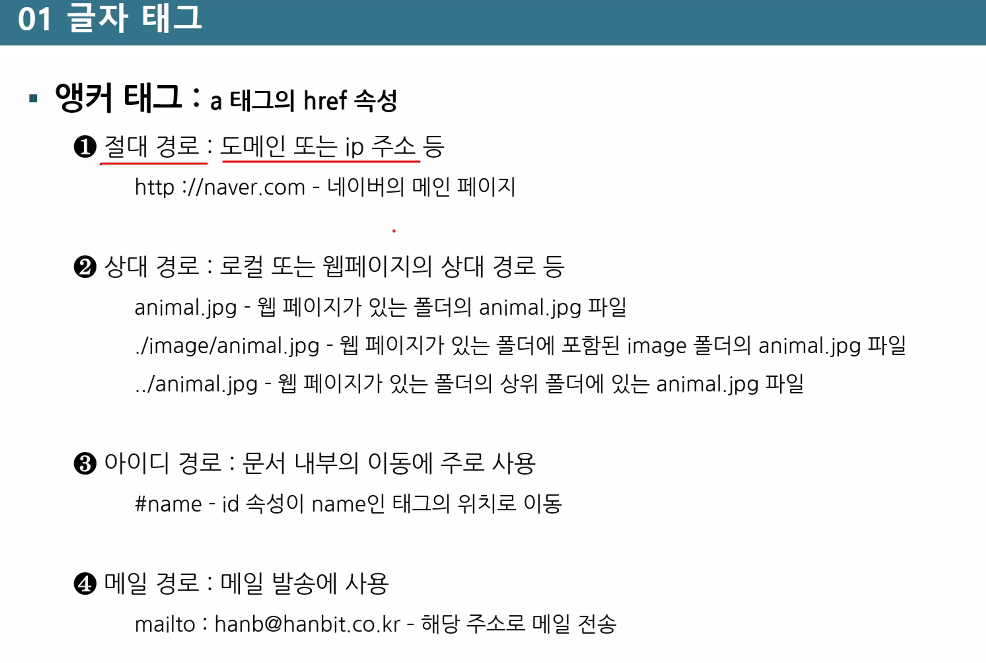 01 글자 태그
▪ 앵커 태그 : a 태그의 href 속성
❶ 절대 경로 : 도메인 또는 ip 주소 등
http ://naver.com - 네이버의 메인 페이지
❷ 상대 경로 : 로컬 또는 웹페이지의 상대 경로 등
animal.jpg - 웹 페이지가 있는 폴더의 animal.jpg 파일
./image/animal.jpg - 웹 페이지가 있는 폴더에 포함된 image 폴더의 animal.jpg 파일
../animal.jpg - 웹 페이지가 있는 폴더의 상위 폴더에 있는 animal.jpg 파일
❸ 아이디 경로 : 문서 내부의 이동에 주로 사용
#name - id 속성이 name인 태그의 위치로 이동
❹ 메일 경로 : 메일 발송에 사용
mailto : hanb@hanbit.co.kr – 해당 주소로 메일 전송